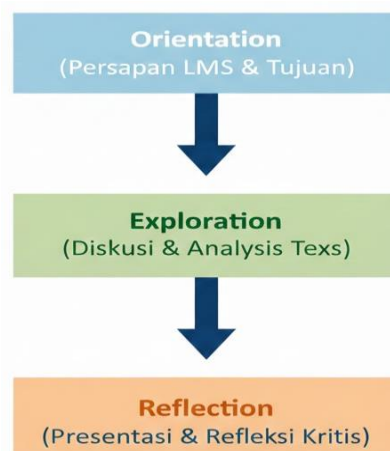 Orientation
(Persapan LMS & Tujuan)
Exploration
(Diskusi & Analysis Texs)
Reflection
(Presentasi & Refleksi Kritis)